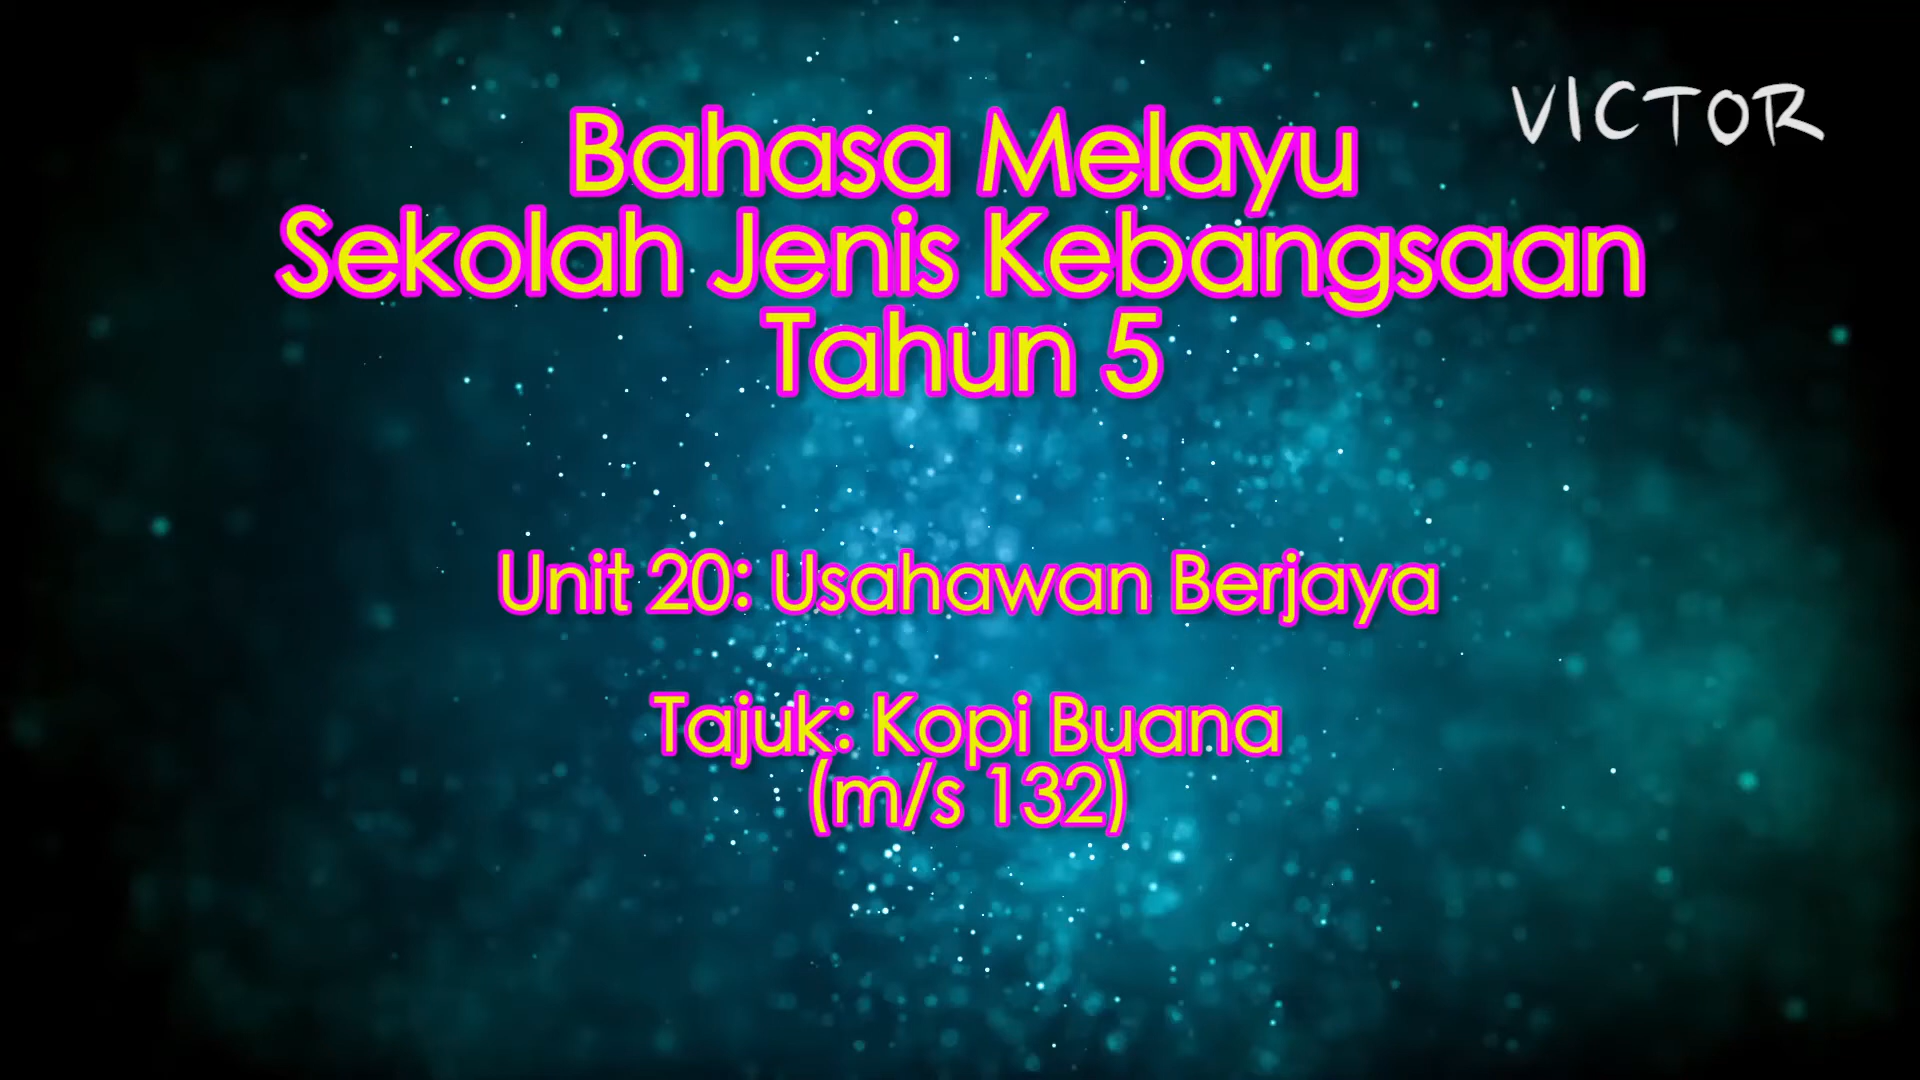 VICTOR
Bahasa Melayu
Sekolah Jenis Kebangsaan
Tahun 5
Unit 20: Usahawan Berjaya
Tajuk: Kopi Buana
(m/s 132)